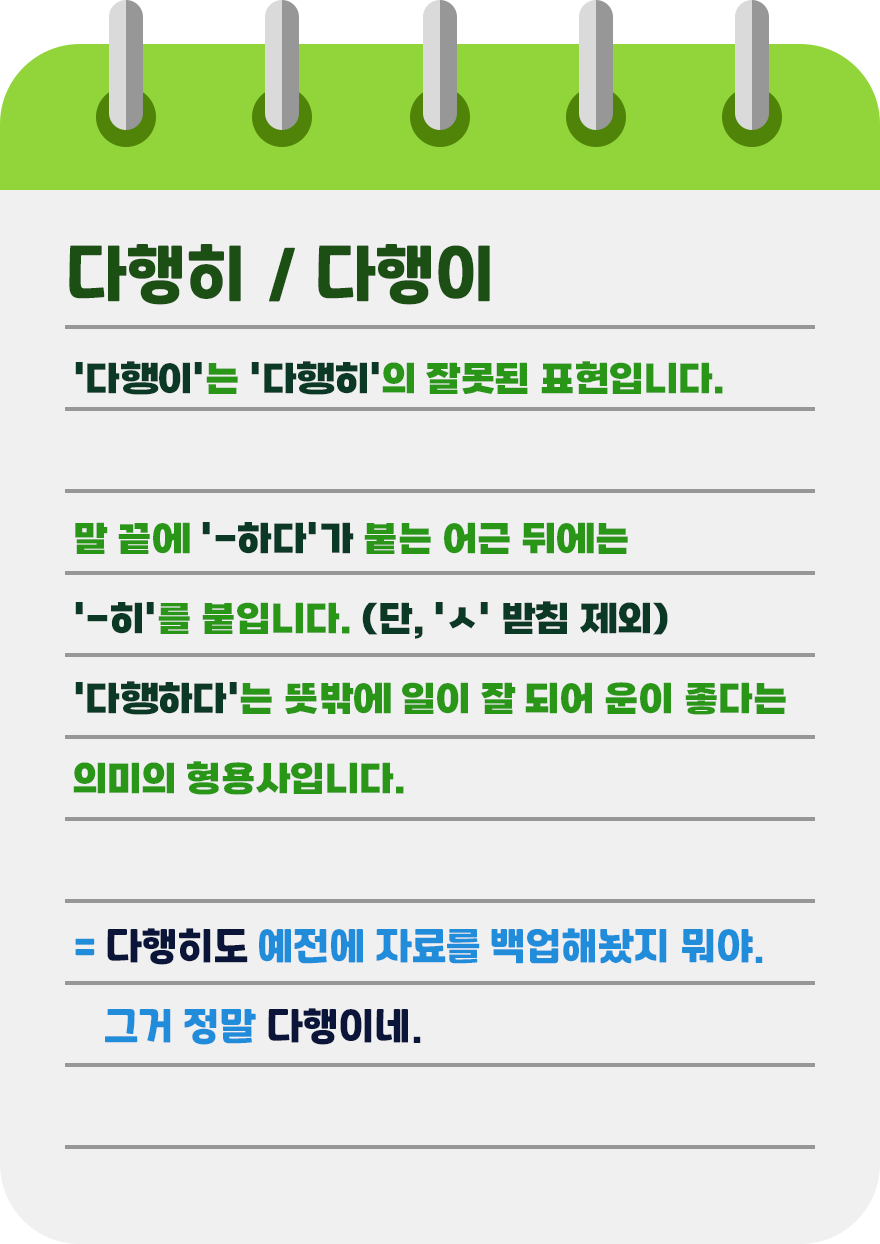 다행히 / 다행이
'다행이'는 '다행히'의 잘못된 표현입니다.
말 끝에 '-하다'가 붙는 어근 뒤에는
'-히'를 붙입니다. (단, 'ㅅ' 받침 제외)
'다행하다'는 뜻밖에 일이 잘 되어 운이 좋다는
의미의 형용사입니다.
= 다행히도 예전에 자료를 백업해놨지 뭐야.
그거 정말 다행이네.